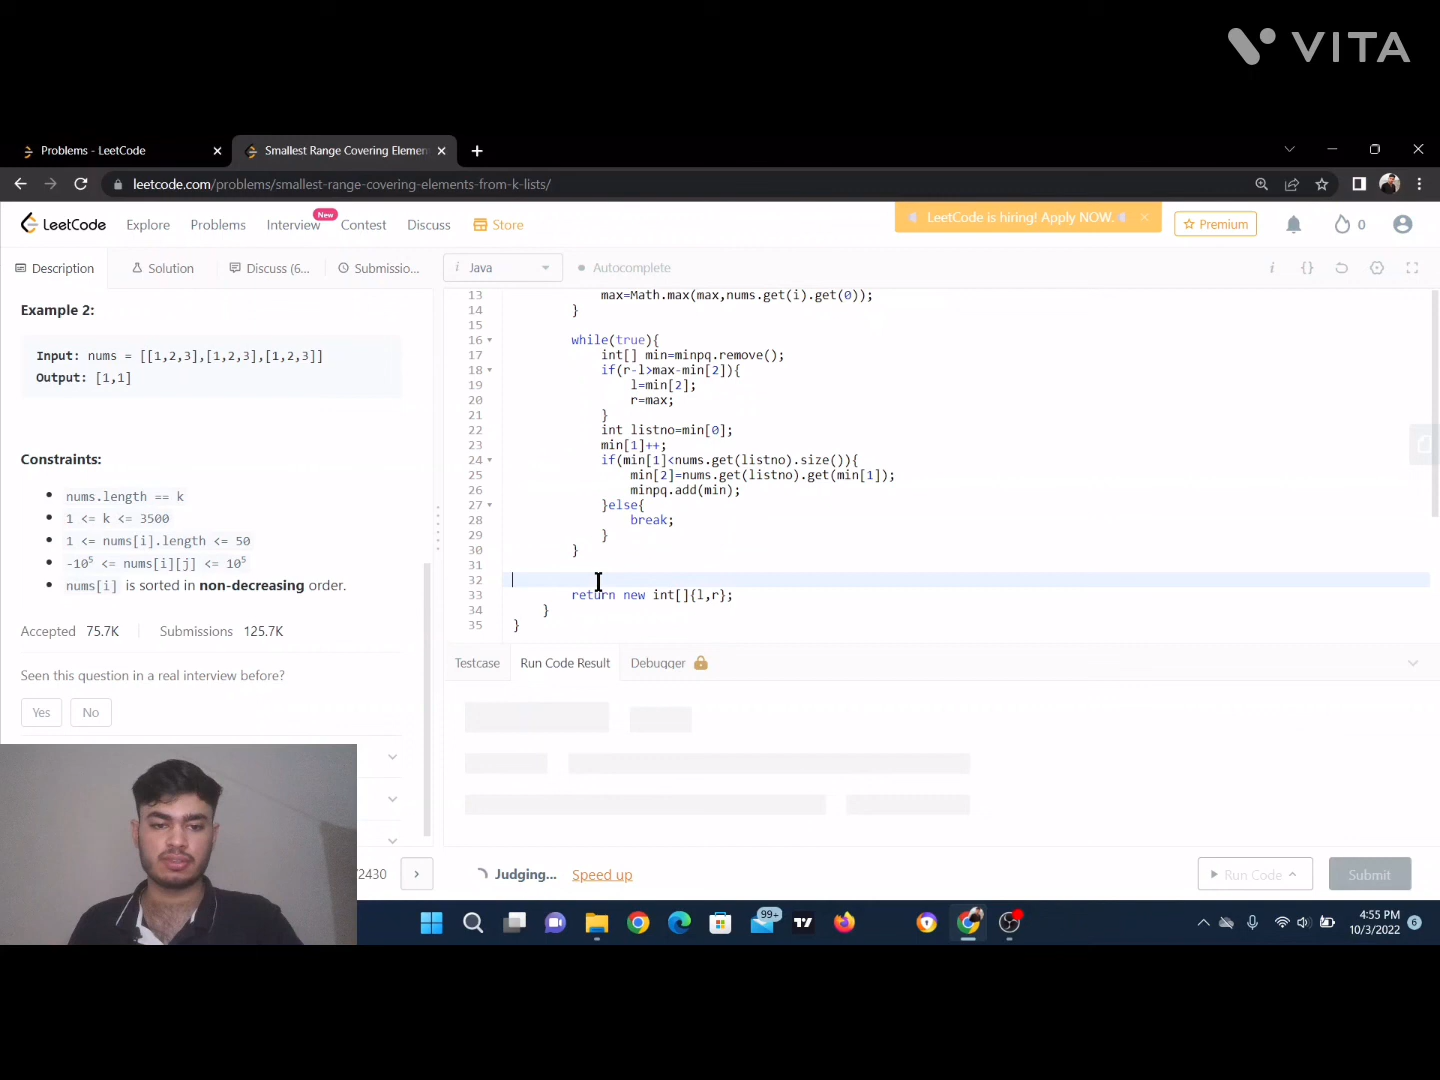 VITA
Problems - LeetCode
Smallest Range Covering Elemen
leetcode.com/problems/smallest-range-covering-elements-from-k-lists/
LeetCode
Explore
Problems
Interview
New
Contest
Discuss
Store
LeetCode is hiring! Apply NOW.
Premium
0
Description
Solution
Discuss (6...
Submissio...
i Java
Autocomplete
Example 2:
Input: nums = [[1,2,3],[1,2,3],[1,2,3]]
Output: [1,1]
Constraints:
nums.length == k
1 <= k <= 3500
1 <= nums[i].length <= 50
-10⁵ <= nums[i][j] <= 10⁵
nums[i] is sorted in non-decreasing order.
Accepted 75.7K
Submissions 125.7K
Seen this question in a real interview before?
Yes
No
/2430
13 max=Math.max(max,nums.get(i).get(0));
14 }
15
16 while(true){
17 int[] min=minpq.remove();
18 if(r-l>max-min[2]){
19 l=min[2];
20 r=max;
21 }
22 int listno=min[0];
23 min[1]++;
24 if(min[1]<nums.get(listno).size()){
25 min[2]=nums.get(listno).get(min[1]);
26 minpq.add(min);
27 }else{
28 break;
29 }
30 }
31
32
33 return new int[]{l,r};
34 }
35 }
Testcase
Run Code Result
Debugger
Judging...
Speed up
Run Code
Submit
99+
4:55 PM
10/3/2022
6